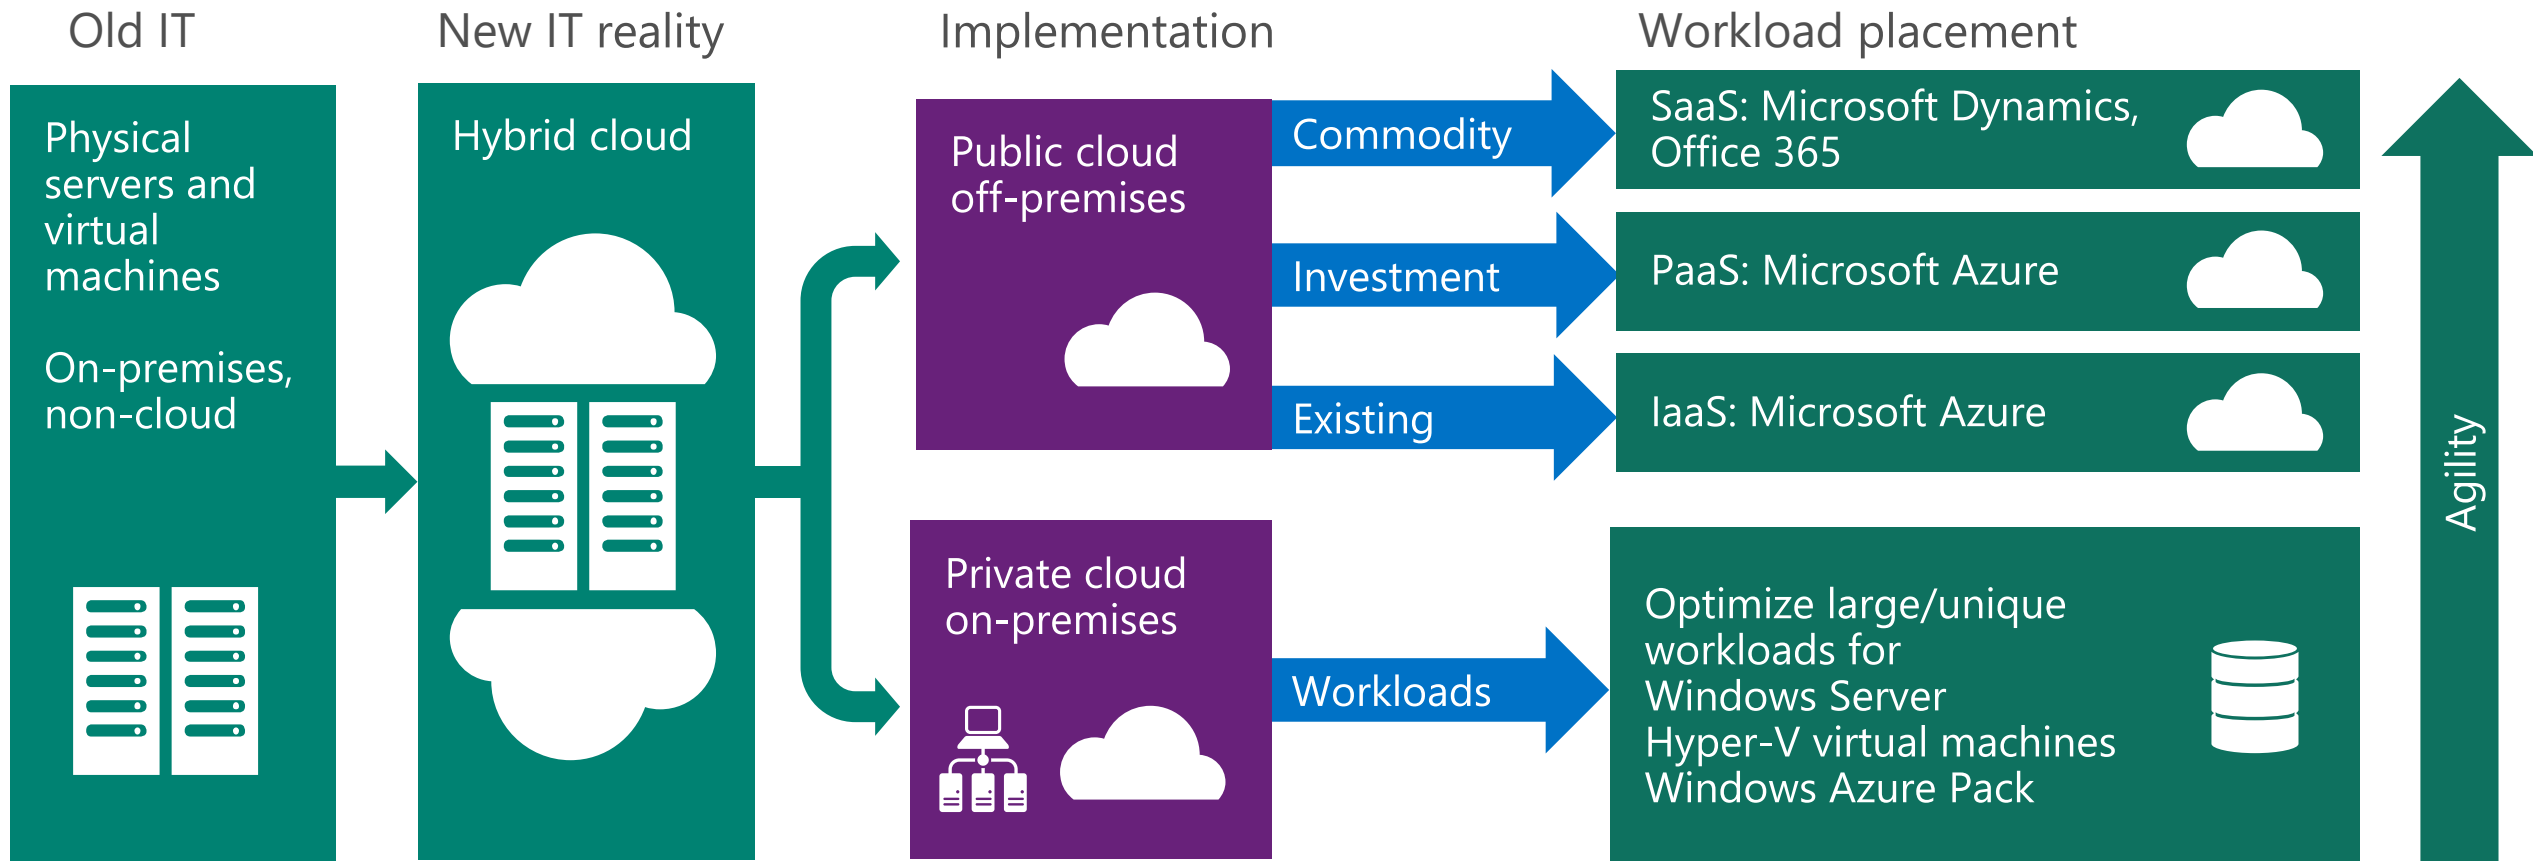 Old IT
New IT reality
Implementation
Workload placement
Physical
servers and
virtual
machines
On-premises,
non-cloud
Hybrid cloud
Public cloud
off-premises
Commodity
Investment
Existing
SaaS: Microsoft Dynamics,
Office 365
PaaS: Microsoft Azure
IaaS: Microsoft Azure
Private cloud
on-premises
Workloads
Optimize large/unique
workloads for
Windows Server
Hyper-V virtual machines
Windows Azure Pack
Agility